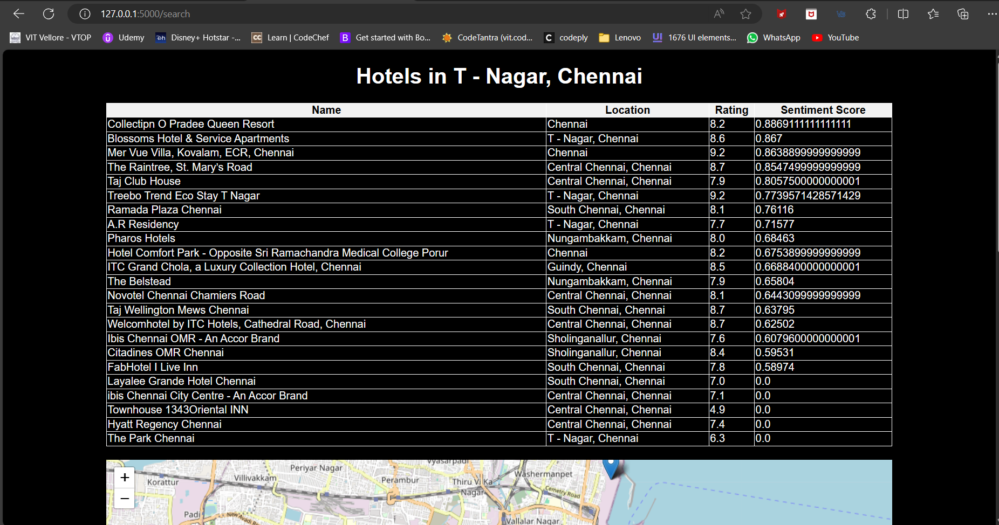 127.0.0.1:5000/search
VIT Vellore - VTOP Udemy Disney+ Hotstar -... Learn | CodeChef Get started with Bo... CodeTantra (vit.cod... codeply Lenovo 1676 UI elements... WhatsApp YouTube
Hotels in T - Nagar, Chennai
Name Location Rating Sentiment Score
Collectipn O Pradee Queen Resort Chennai 8.2 0.8869111111111111
Blossoms Hotel & Service Apartments T - Nagar, Chennai 8.6 0.867
Mer Vue Villa, Kovalam, ECR, Chennai Chennai 9.2 0.8638899999999999
The Raintree, St. Mary’s Road Central Chennai, Chennai 8.7 0.8547499999999999
Taj Club House Central Chennai, Chennai 7.9 0.8057500000000001
Treebo Trend Eco Stay T Nagar T - Nagar, Chennai 9.2 0.7739571428571429
Ramada Plaza Chennai South Chennai, Chennai 8.1 0.76116
A.R Residency T - Nagar, Chennai 7.7 0.71577
Pharos Hotels Nungambakkam, Chennai 8.0 0.68463
Hotel Comfort Park - Opposite Sri Ramachandra Medical College Porur Chennai 8.2 0.6753899999999999
ITC Grand Chola, a Luxury Collection Hotel, Chennai Guindy, Chennai 8.5 0.6688400000000001
The Belstead Nungambakkam, Chennai 7.9 0.65804
Novotel Chennai Chamiers Road Central Chennai, Chennai 8.1 0.6443099999999999
Taj Wellington Mews Chennai South Chennai, Chennai 8.7 0.63795
Welcomhotel by ITC Hotels, Cathedral Road, Chennai Central Chennai, Chennai 8.7 0.62502
Ibis Chennai OMR - An Accor Brand Sholinganallur, Chennai 7.6 0.6079600000000001
Citadines OMR Chennai Sholinganallur, Chennai 8.4 0.59531
FabHotel I Live Inn South Chennai, Chennai 7.8 0.58974
Layalee Grande Hotel Chennai South Chennai, Chennai 7.0 0.0
ibis Chennai City Centre - An Accor Brand Central Chennai, Chennai 7.1 0.0
Townhouse 1343Oriental INN Central Chennai, Chennai 4.9 0.0
Hyatt Regency Chennai Central Chennai, Chennai 7.4 0.0
The Park Chennai T - Nagar, Chennai 6.3 0.0
Vyasarpadi
Periyar Nagar
+
Korattur Villivakkam Perambur Thiru Vi Ka Washermanpet
Nagar Cemetry Road
−
Padi New Avadi
Vallalar Nagar